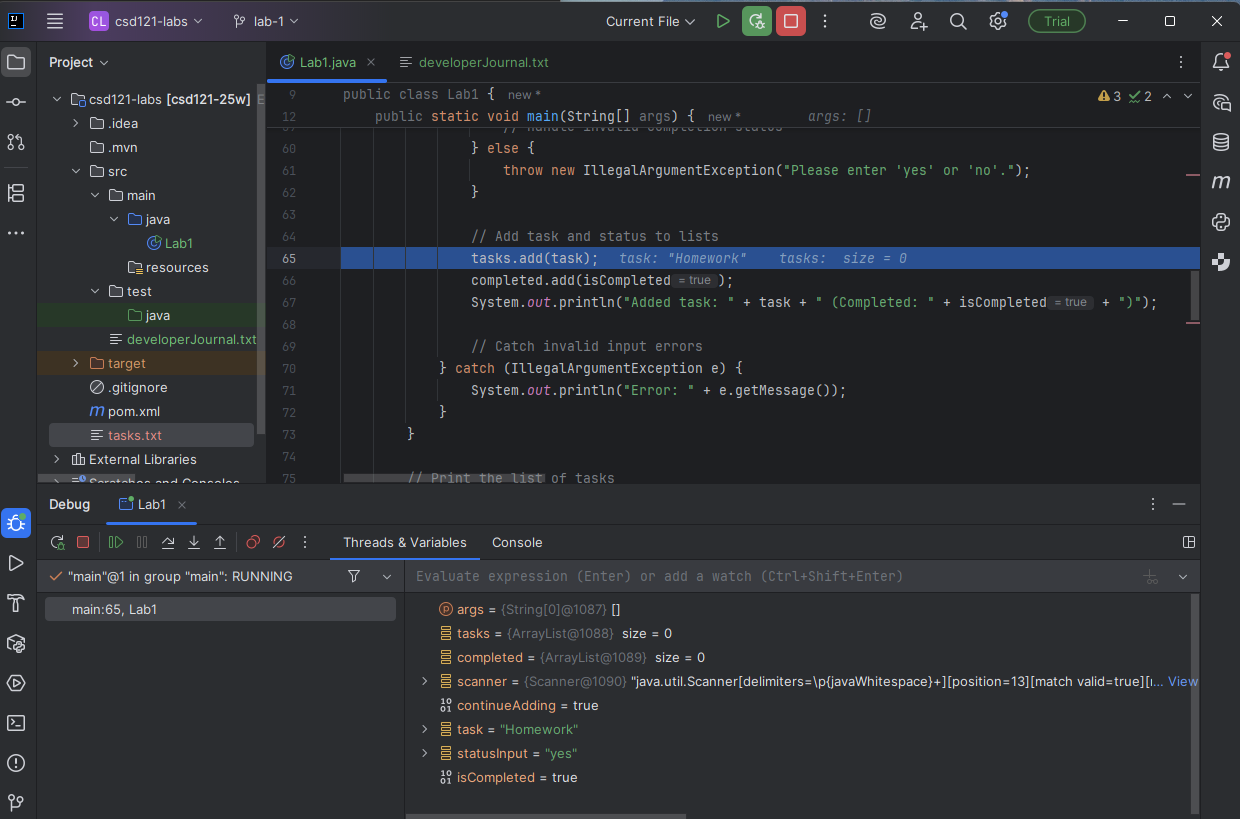 CL csd121-labs lab-1 Current File Trial
Project
csd121-labs [csd121-25w]
.idea
.mvn
src
main
java
Lab1
resources
test
java
developerJournal.txt
target
.gitignore
m pom.xml
tasks.txt
External Libraries
Scratches and Consoles
Lab1.java developerJournal.txt
9 public class Lab1 { new *
12 public static void main(String[] args) { new * args: []
3 2
59 // Handle invalid completion status
60 } else {
61 throw new IllegalArgumentException("Please enter 'yes' or 'no'.");
62 }
63
64 // Add task and status to lists
65 tasks.add(task); task: "Homework" tasks: size = 0
66 completed.add(isCompleted = true );
67 System.out.println("Added task: " + task + " (Completed: " + isCompleted = true + ")");
68
69 // Catch invalid input errors
70 } catch (IllegalArgumentException e) {
71 System.out.println("Error: " + e.getMessage());
72 }
73 }
74
75 // Print the list of tasks
Debug Lab1
Threads & Variables Console
"main"@1 in group "main": RUNNING
main:65, Lab1
Evaluate expression (Enter) or add a watch (Ctrl+Shift+Enter)
args = {String[0]@1087} []
tasks = {ArrayList@1088} size = 0
completed = {ArrayList@1089} size = 0
scanner = {Scanner@1090} "java.util.Scanner[delimiters=\p{javaWhitespace}+][position=13][match valid=true][... View
continueAdding = true
task = "Homework"
statusInput = "yes"
isCompleted = true